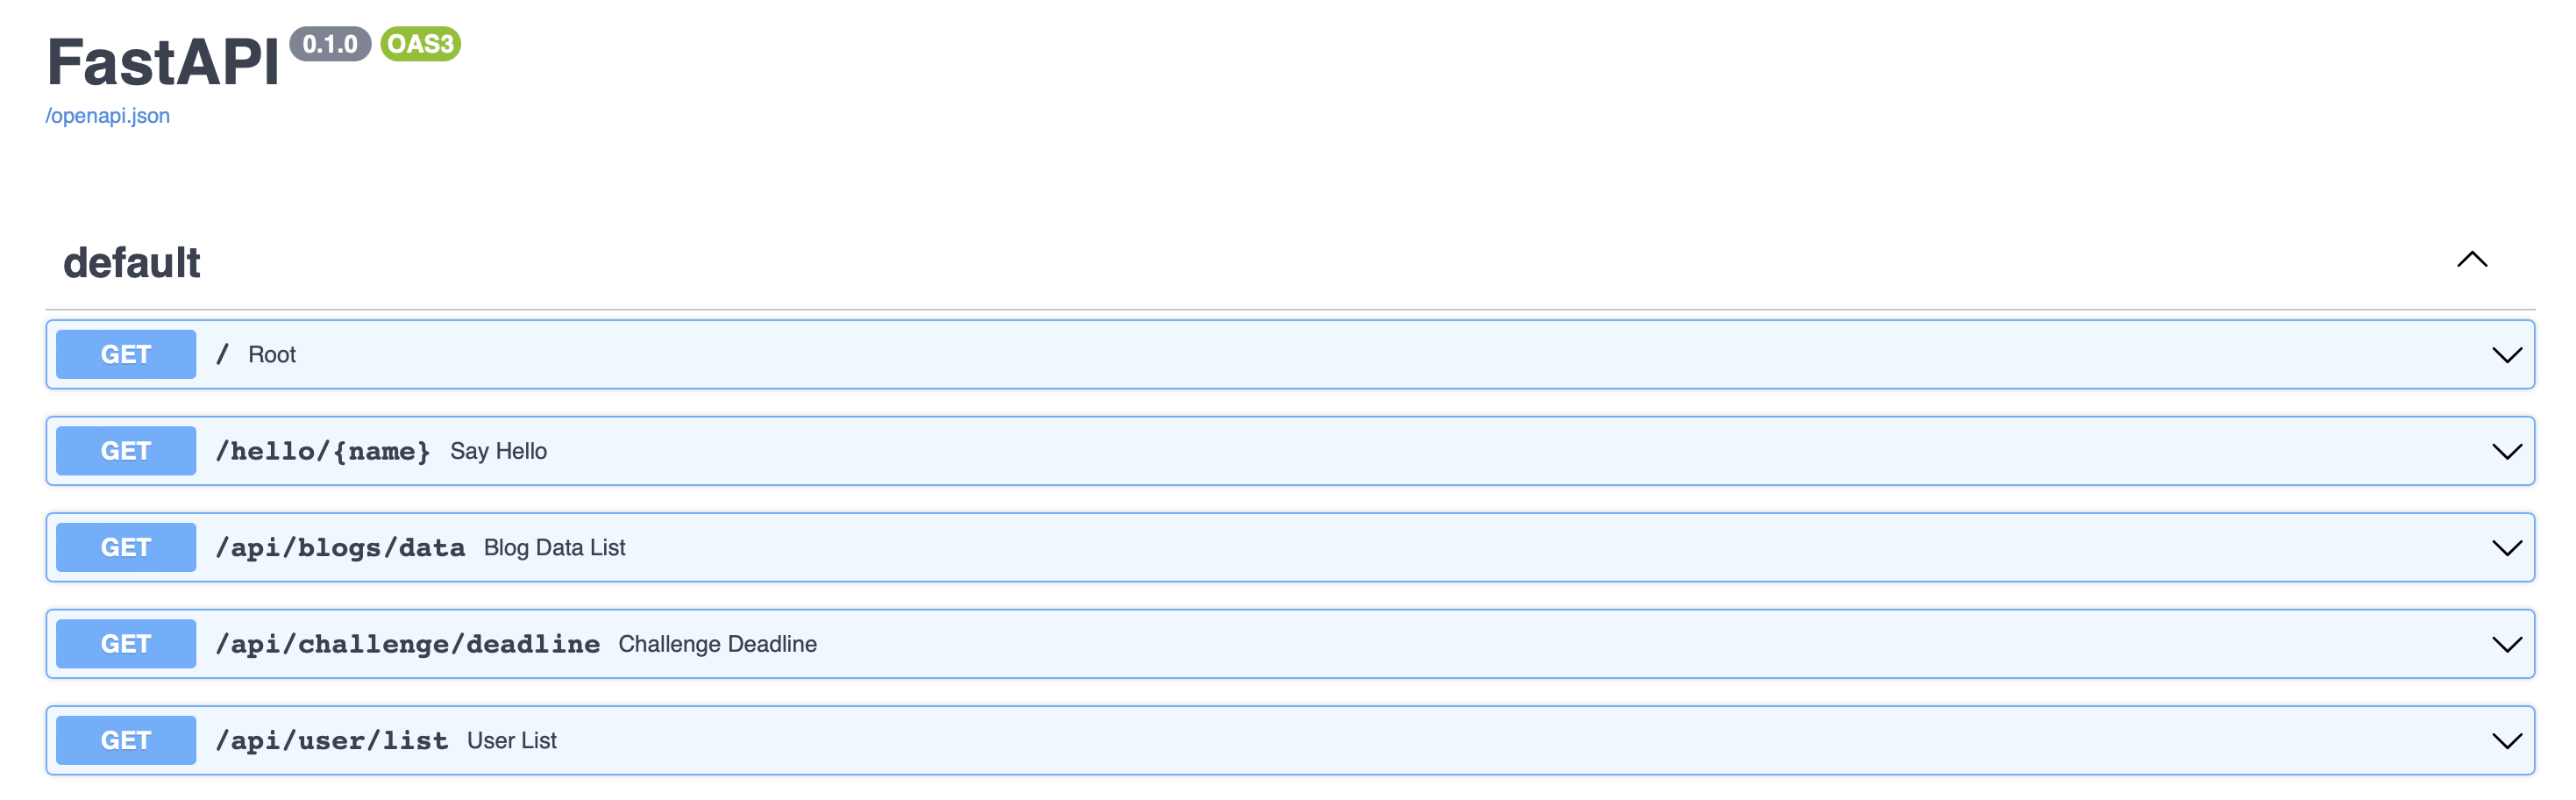 FastAPI 0.1.0 OAS3
/openapi.json
default
GET / Root
GET /hello/{name} Say Hello
GET /api/blogs/data Blog Data List
GET /api/challenge/deadline Challenge Deadline
GET /api/user/list User List